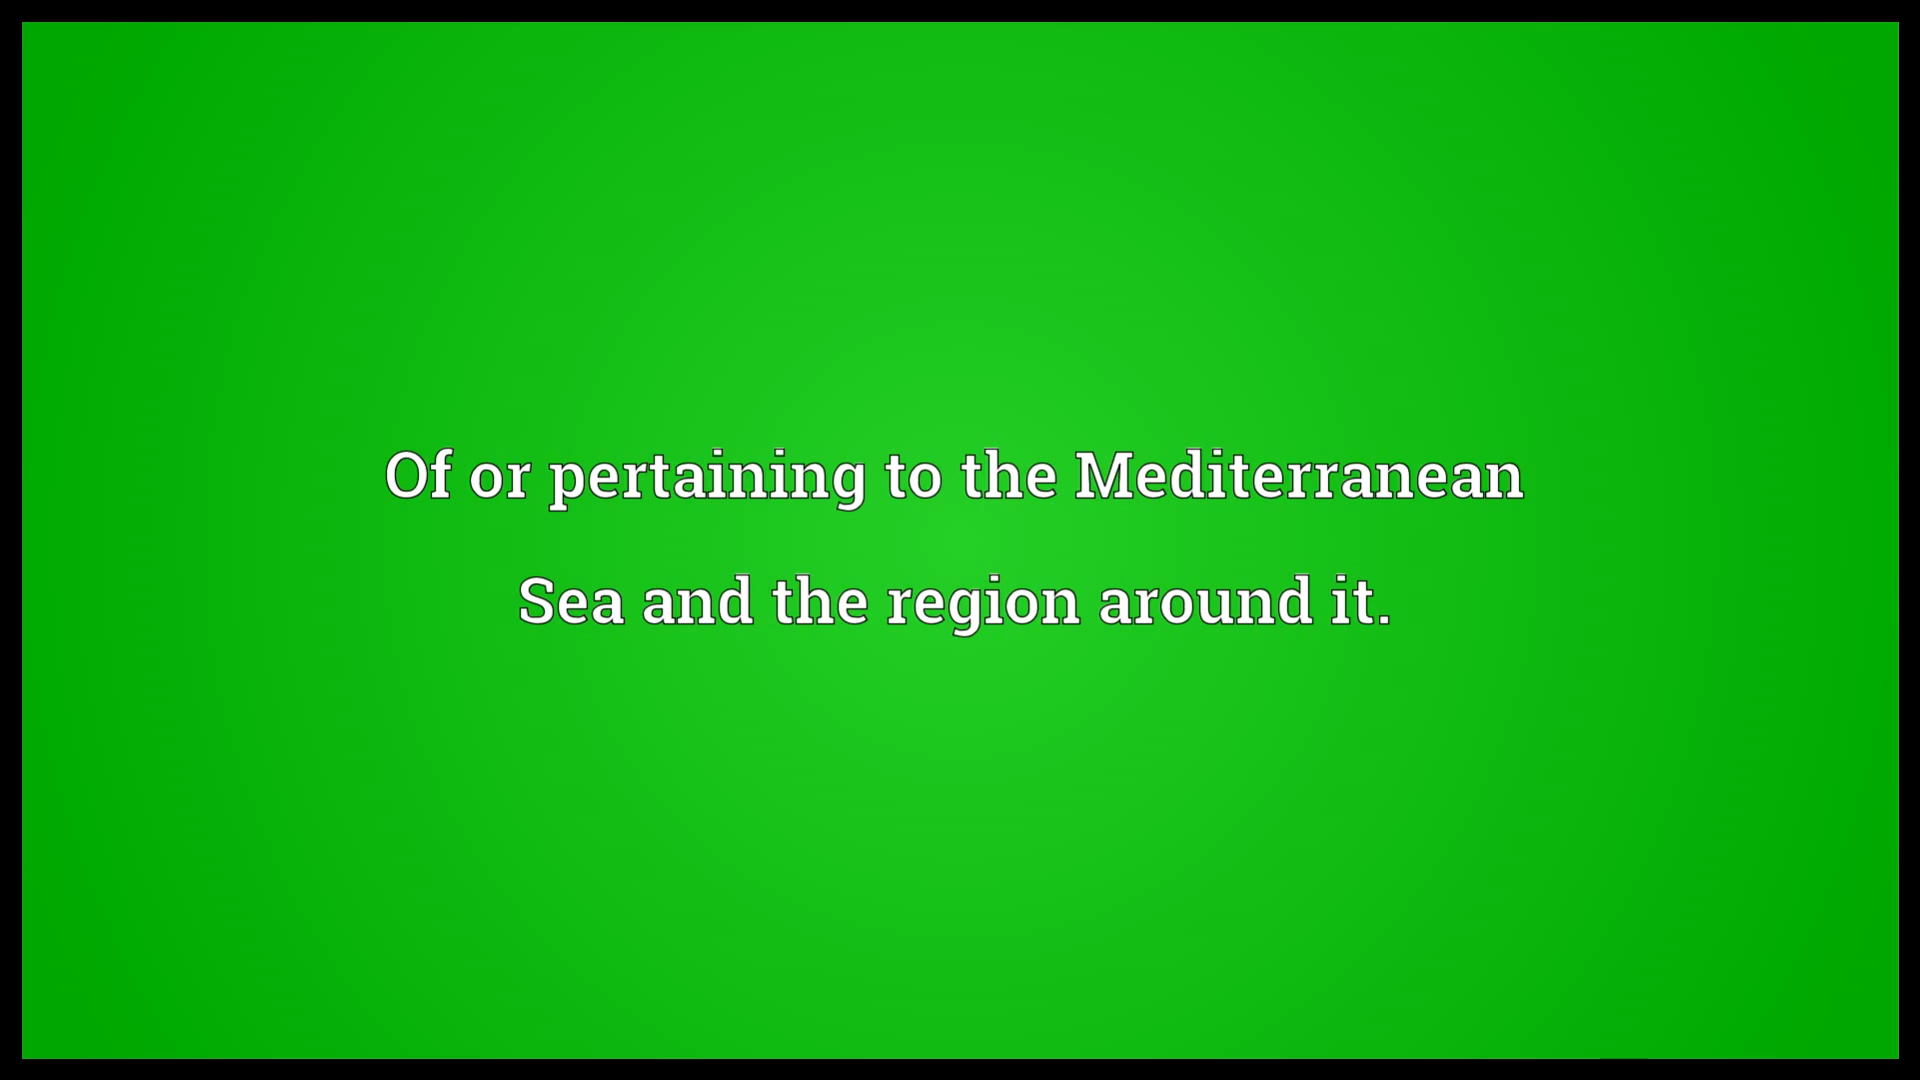 Of or pertaining to the Mediterranean
Sea and the region around it.